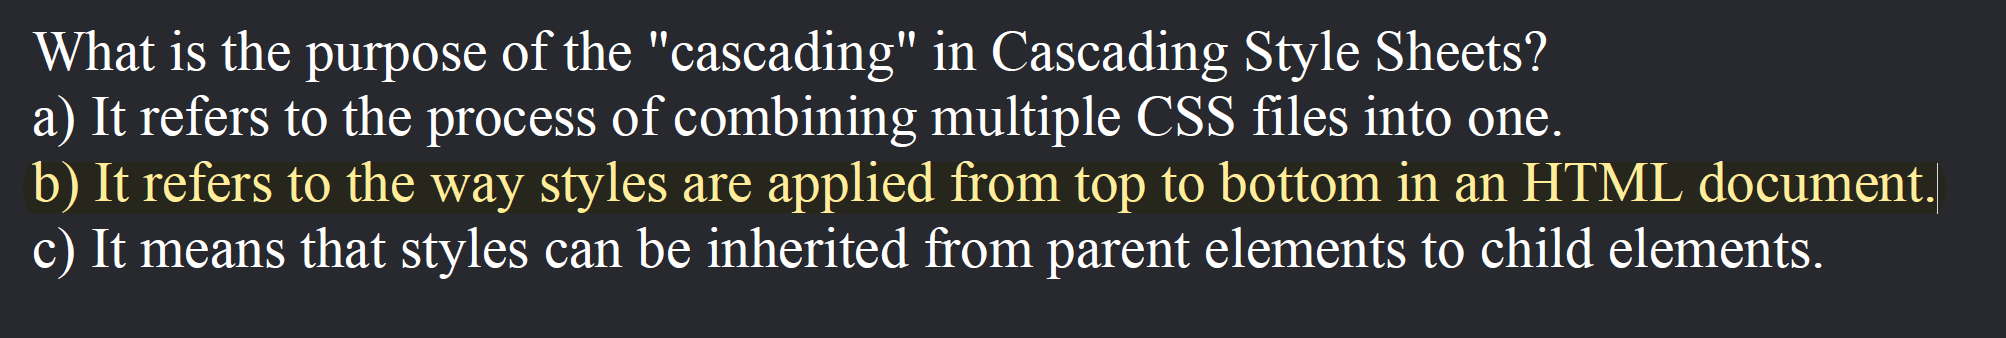 What is the purpose of the "cascading" in Cascading Style Sheets?
a) It refers to the process of combining multiple CSS files into one.
b) It refers to the way styles are applied from top to bottom in an HTML document.
c) It means that styles can be inherited from parent elements to child elements.